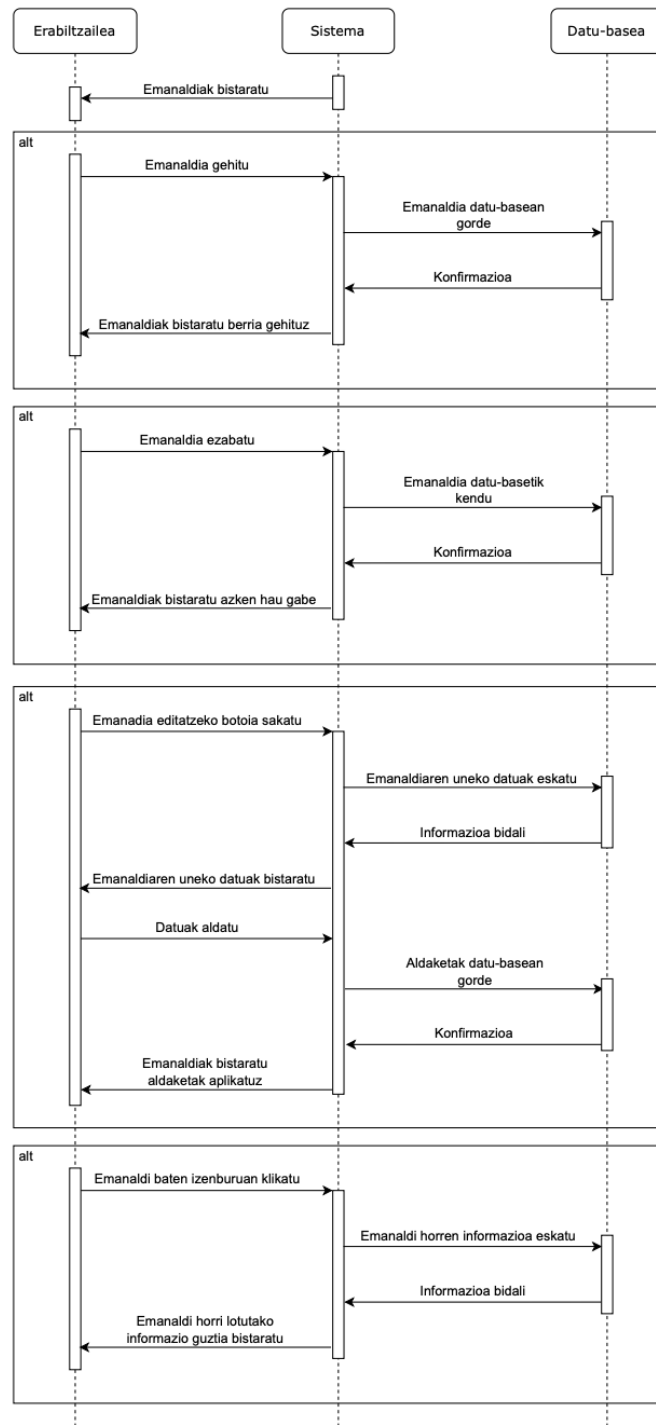 Erabiltzailea
Sistema
Datu-basea
Emanaldiak bistaratu
alt
Emanaldia gehitu
Emanaldia datu-basean
gorde
Konfirmazioa
Emanaldiak bistaratu berria gehituz
alt
Emanaldia ezabatu
Emanaldia datu-basetik
kendu
Konfirmazioa
Emanaldiak bistaratu azken hau gabe
alt
Emanadia editatzeko botoia sakatu
Emanaldiaren uneko datuak eskatu
Informazioa bidali
Emanaldiaren uneko datuak bistaratu
Datuak aldatu
Aldaketak datu-basean
gorde
Konfirmazioa
Emanaldiak bistaratu
aldaketak aplikatuz
alt
Emanaldi baten izenburuan klikatu
Emanaldi horren informazioa eskatu
Informazioa bidali
Emanaldi horri lotutako
informazio guztia bistaratu